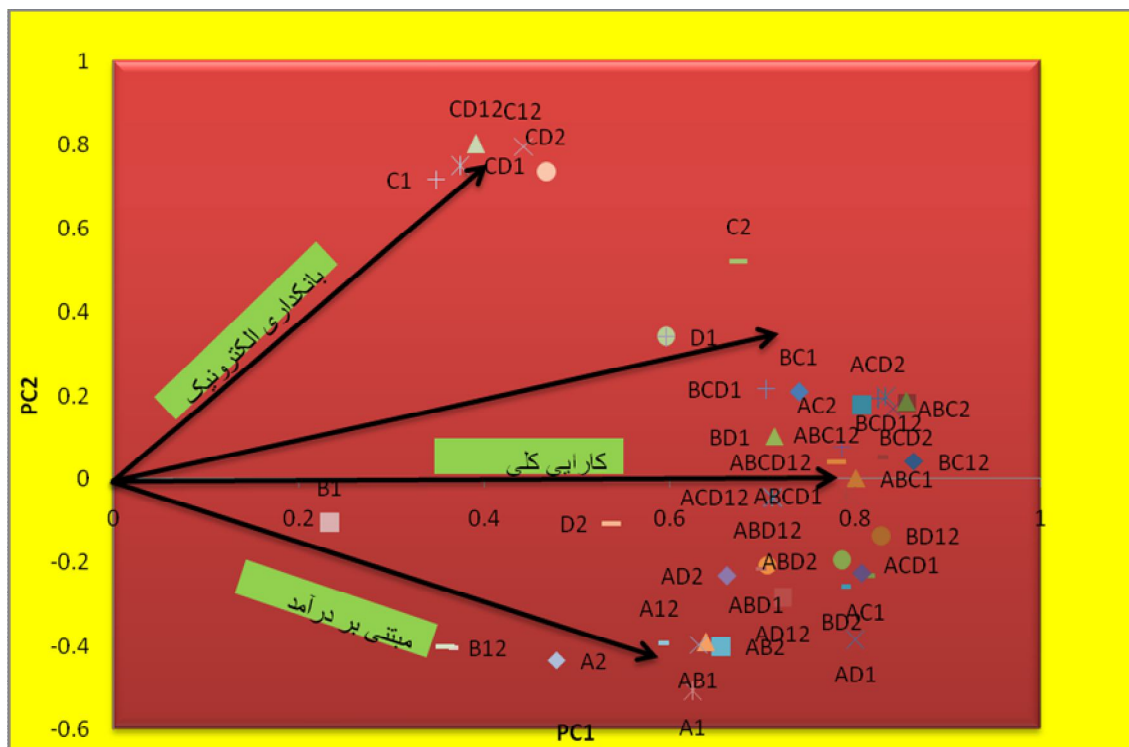 1
0.8
0.6
0.4
0.2
0
-0.2
-0.4
-0.6
PC2
0
0.2
0.4
0.6
0.8
1
PC1
CD12
C12
CD2
CD1
C1
C2
D1
BC1
ACD2
BCD1
AC2
ABC2
BCD12
BD1
ABC12
BCD2
ABCD12
BC12
ABC1
ACD12
ABCD1
B1
D2
ABD12
BD12
ABD2
ACD1
AD2
ABD1
A12
AC1
BD2
AD12
AB2
AD1
B12
A2
AB1
A1
بانکداری الکترونیک
کارایی کلی
مبتنی بر درآمد